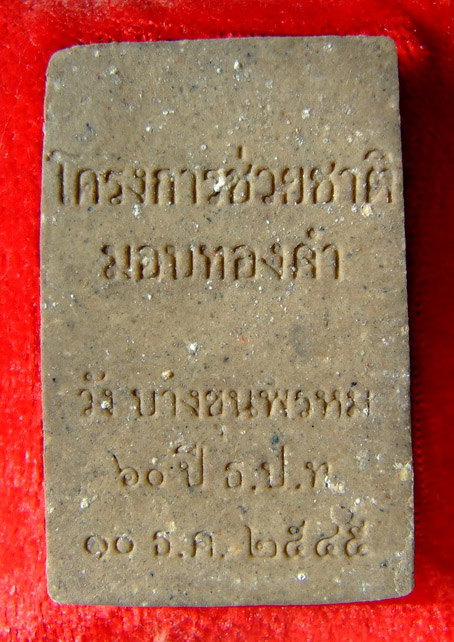 โครงการช่วยชาติ
มอบทองคำ
วัง บางขุนพรหม
๖๐ ปี ธ.ป.ท
๑๐ ธ.ค. ๒๕๔๕